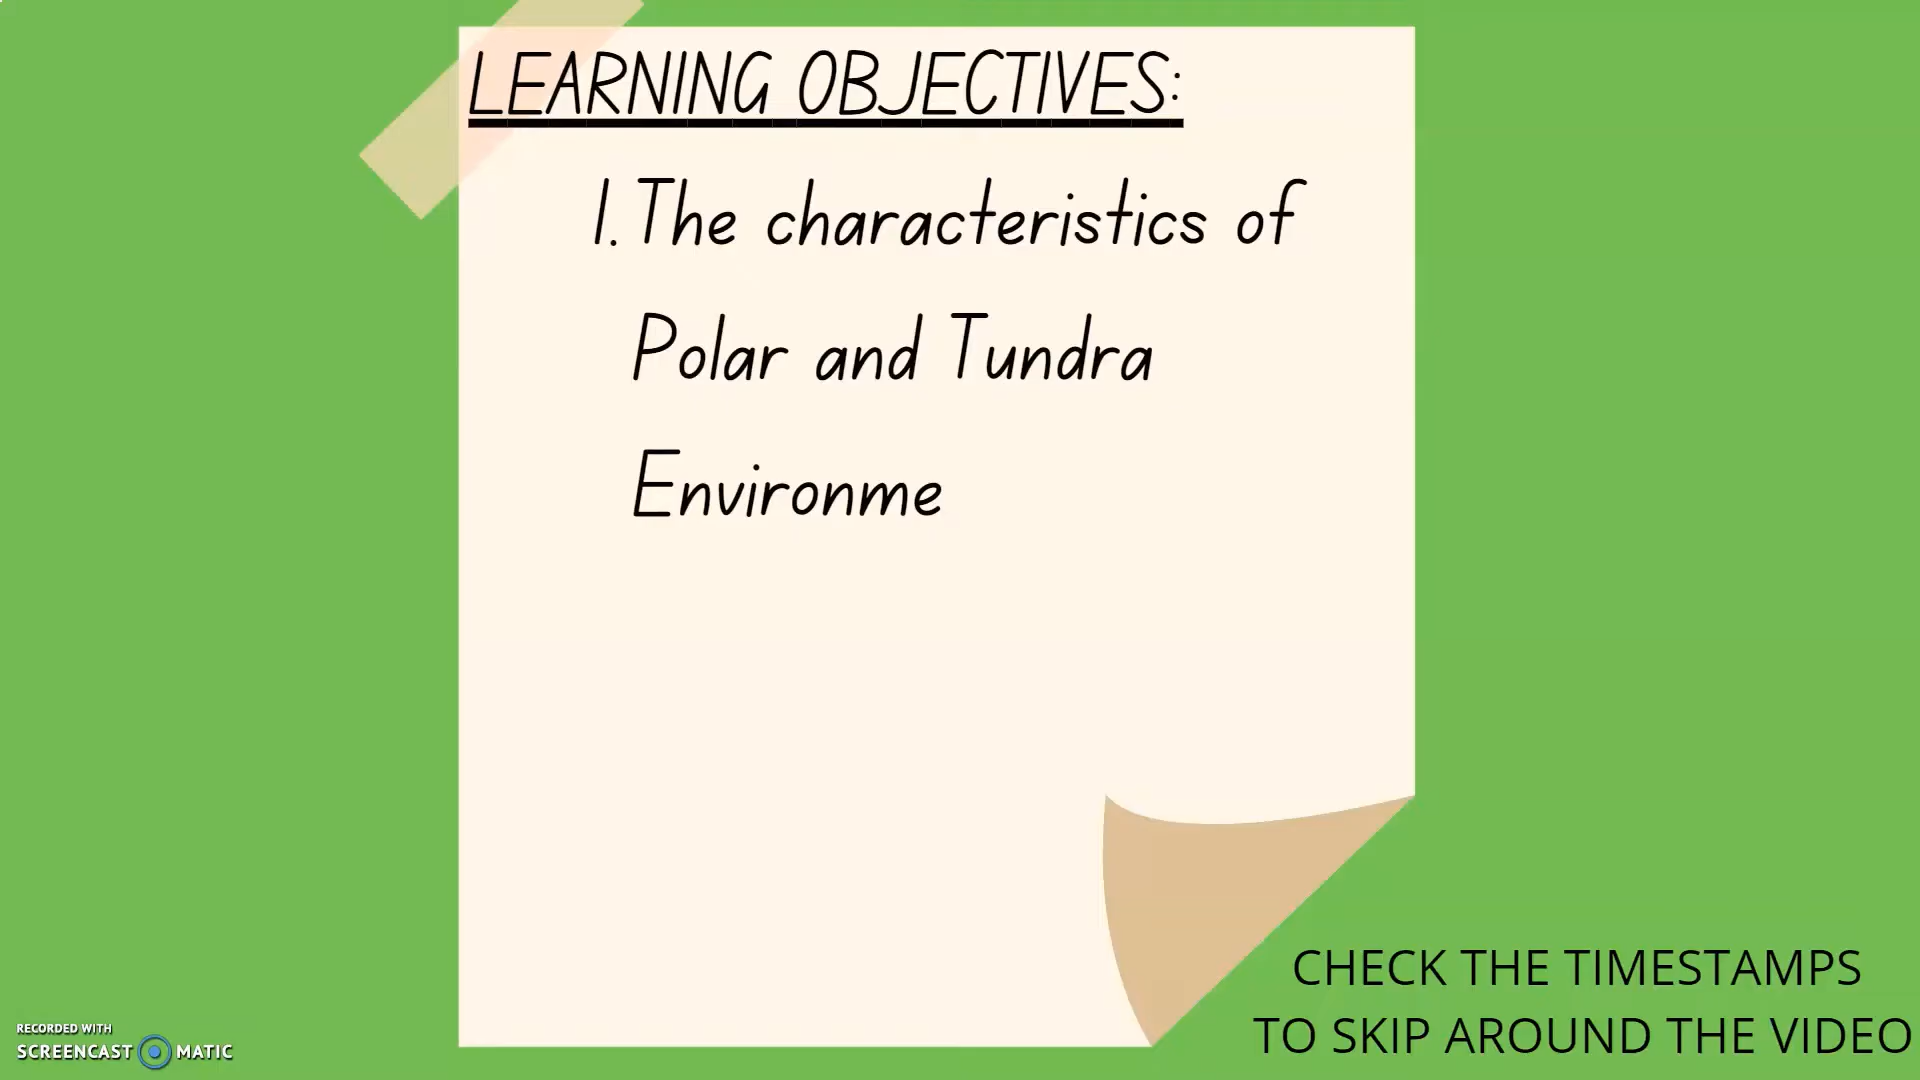 LEARNING OBJECTIVES:
1. The characteristics of
Polar and Tundra
Environme
CHECK THE TIMESTAMPS
TO SKIP AROUND THE VIDEO
RECORDED WITH
SCREENCAST MATIC